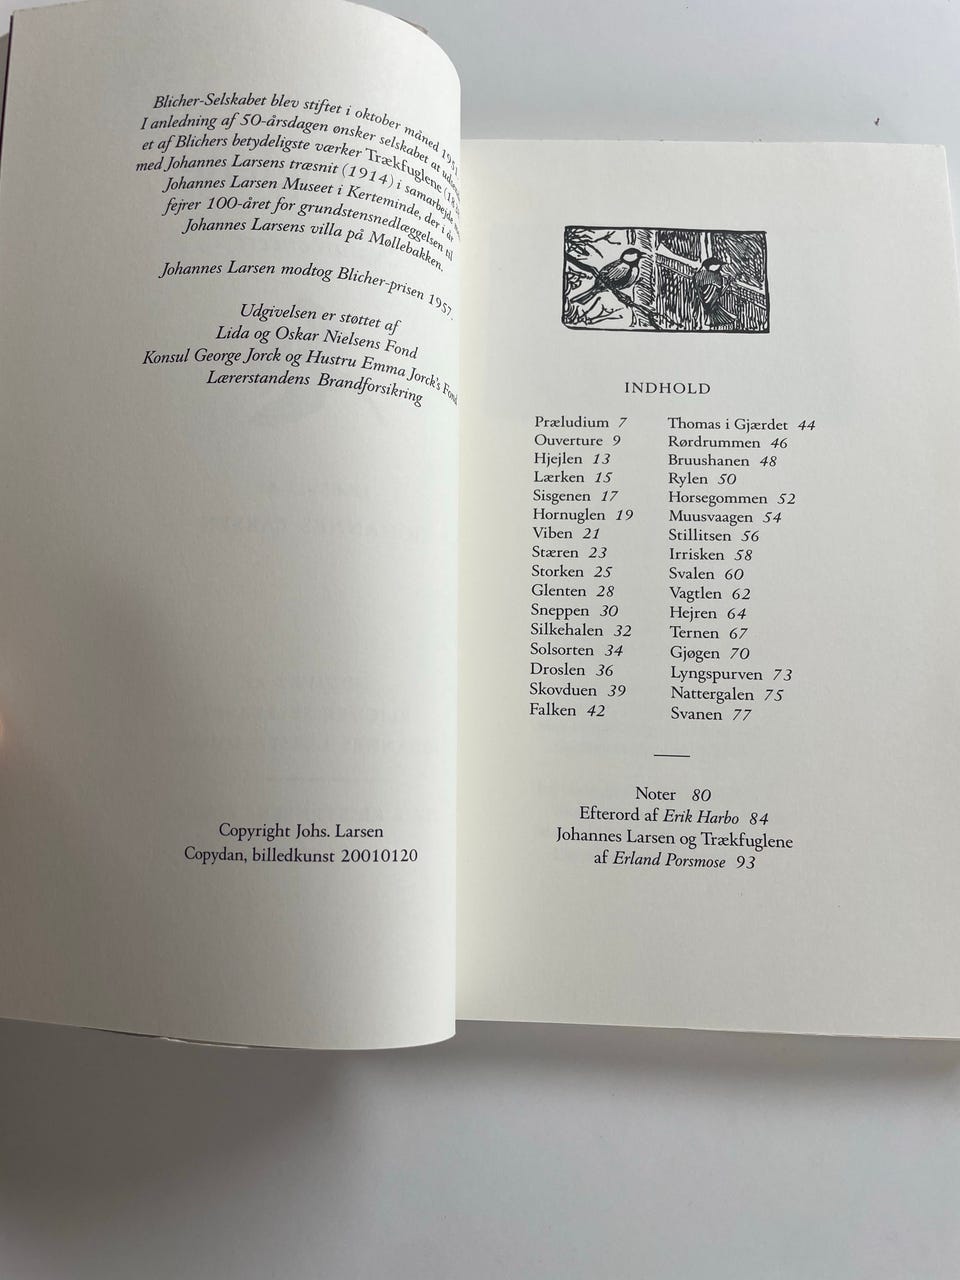 Blicher-Selskabet blev stiftet i oktober måned 1951.
I anledning af 50-årsdagen ønsker selskabet at
et af Blichers betydeligste værker Trækfuglene
med Johannes Larsens træsnit (1914) i samarbejde
Johannes Larsen Museet i Kerteminde, der i år
fejrer 100-året for grundstensnedlæggelsen til
Johannes Larsens villa på Møllebakken.
Johannes Larsen modtog Blicher-prisen 1957.
Udgivelsen er støttet af
Lida og Oskar Nielsens Fond
Konsul George Jorck og Hustru Emma Jorck's Fond
Lærerstandens Brandforsikring
Copyright Johs. Larsen
Copydan, billedkunst 20010120
INDHOLD
Præludium 7
Ouverture 9
Hjejlen 13
Lærken 15
Sisgenen 17
Hornuglen 19
Viben 21
Stæren 23
Storken 25
Glenten 28
Sneppen 30
Silkehalen 32
Solsorten 34
Droslen 36
Skovduen 39
Falken 42
Thomas i Gjærdet 44
Rørdrummen 46
Bruushanen 48
Rylen 50
Horsegommen 52
Muusvaagen 54
Stillitsen 56
Irrisken 58
Svalen 60
Vagtlen 62
Hejren 64
Ternen 67
Gjøgen 70
Lyngspurven 73
Nattergalen 75
Svanen 77
Noter 80
Efterord af Erik Harbo 84
Johannes Larsen og Trækfuglene
af Erland Porsmose 93